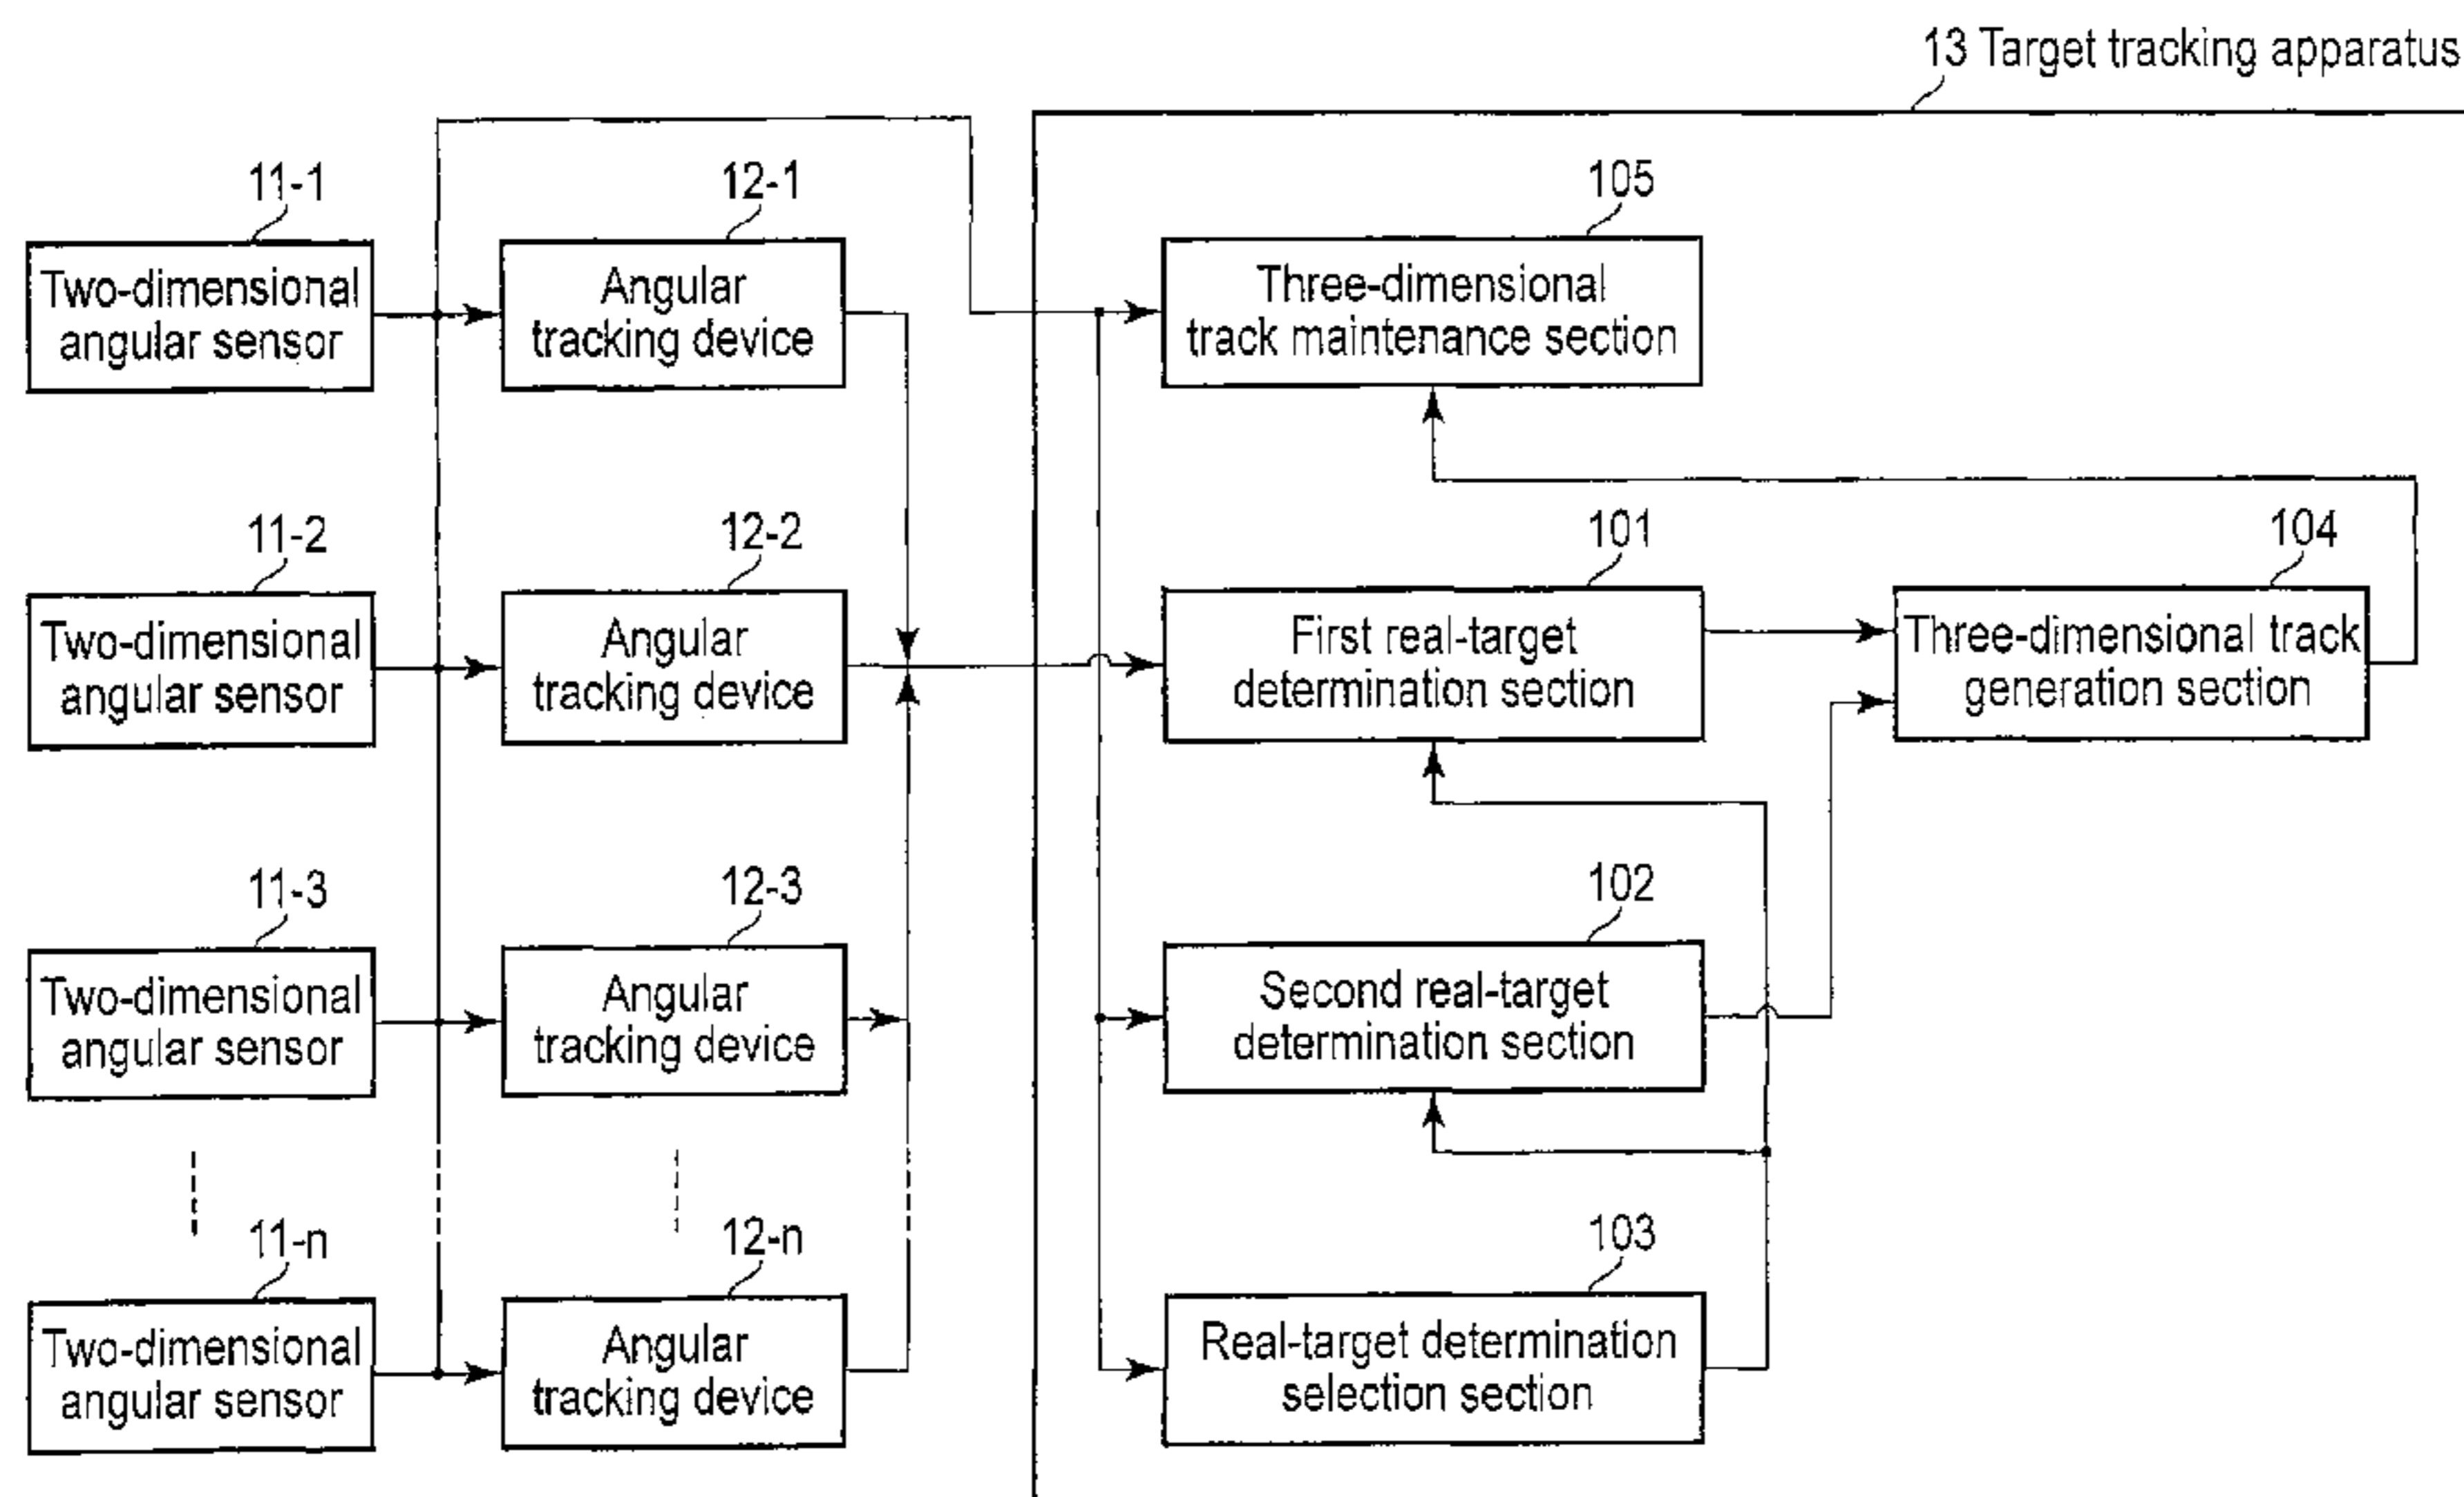 13 Target tracking apparatus
11-1
12-1
105
Two-dimensional
angular sensor
Angular
tracking device
Three-dimensional
track maintenance section
11-2
12-2
101
104
Two-dimensional
angular sensor
Angular
tracking device
First real-target
determination section
Three-dimensional track
generation section
11-3
12-3
102
Two-dimensional
angular sensor
Angular
tracking device
Second real-target
determination section
11-n
12-n
103
Two-dimensional
angular sensor
Angular
tracking device
Real-target determination
selection section